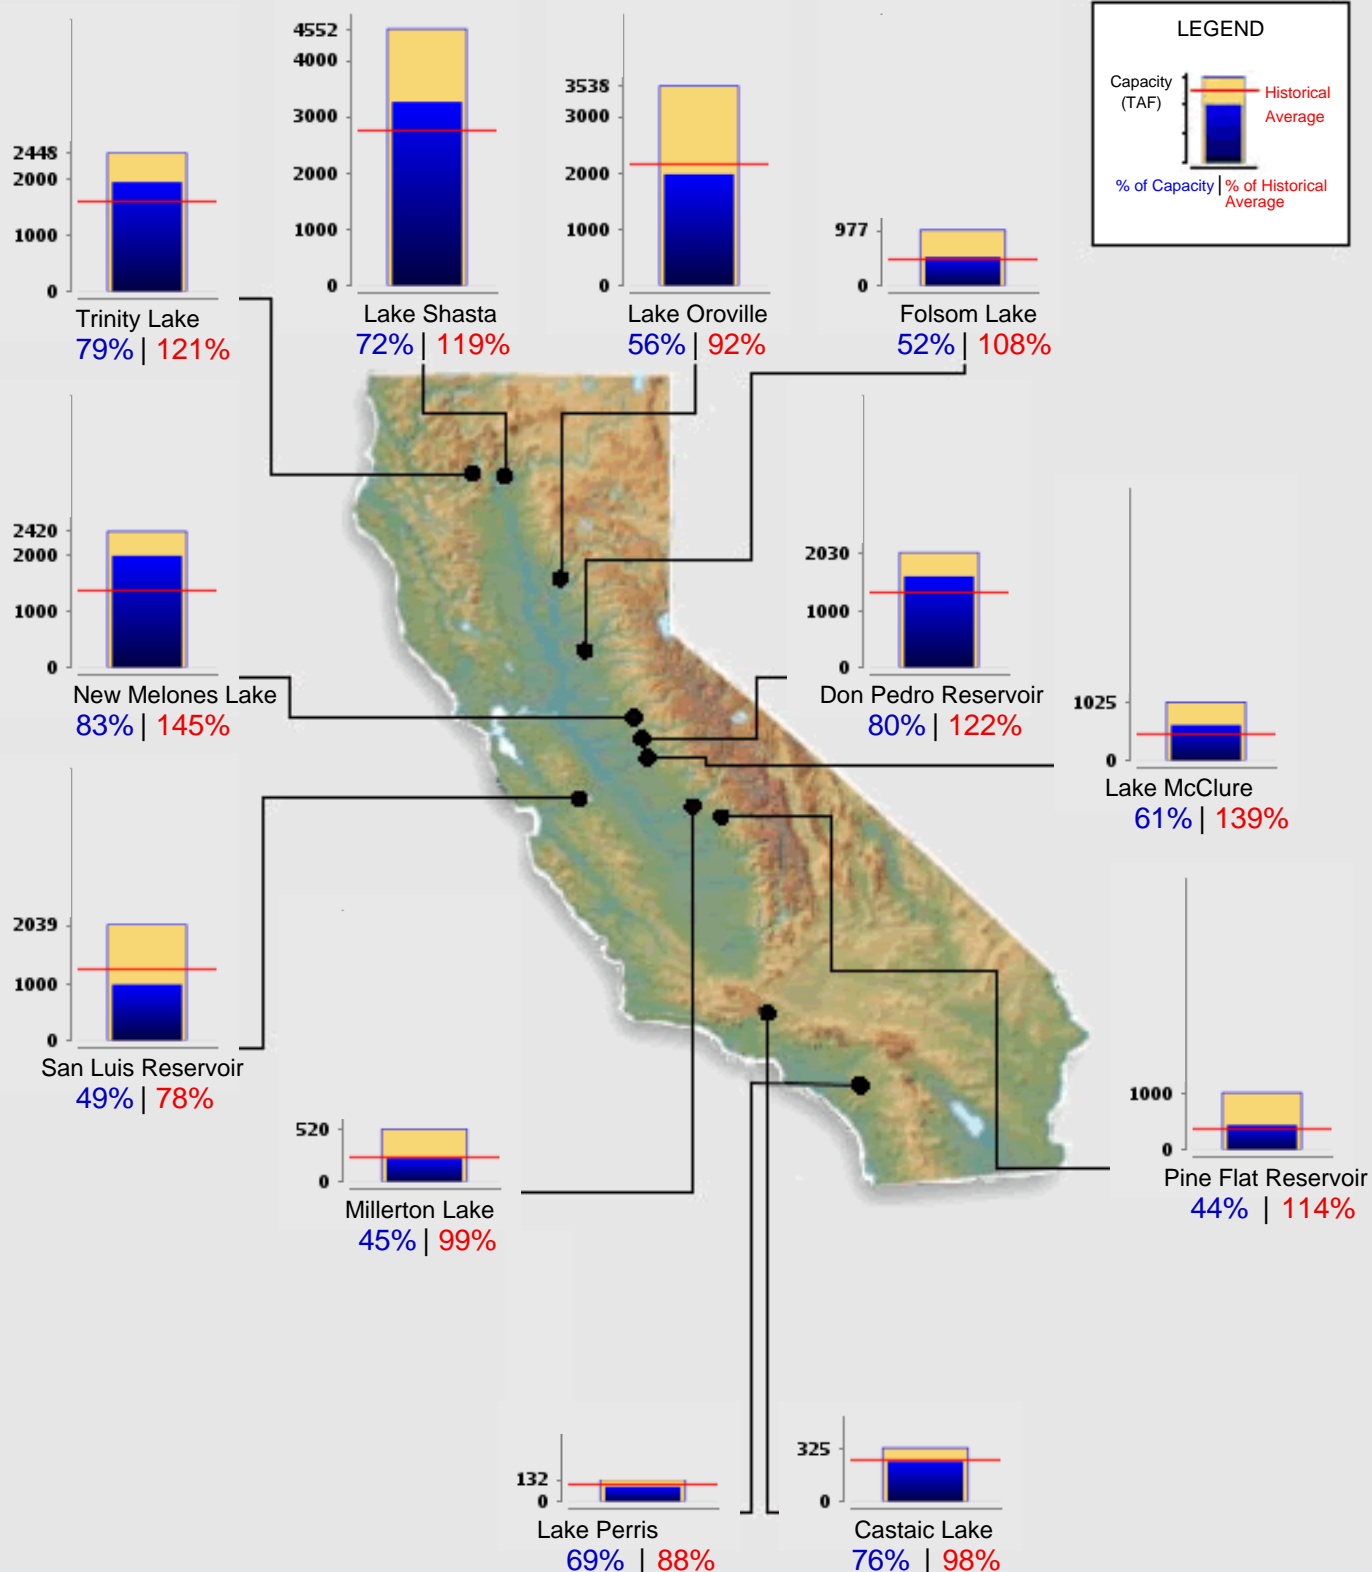 LEGEND
Capacity
(TAF)
Historical
Average
% of Capacity | % of Historical
Average
4552
4000
3000
2000
1000
0
Lake Shasta
72% | 119%
3538
3000
2000
1000
0
Lake Oroville
56% | 92%
2448
2000
1000
0
Trinity Lake
79% | 121%
977
0
Folsom Lake
52% | 108%
2420
2000
1000
0
New Melones Lake
83% | 145%
2030
1000
0
Don Pedro Reservoir
80% | 122%
1025
0
Lake McClure
61% | 139%
2039
1000
0
San Luis Reservoir
49% | 78%
520
0
Millerton Lake
45% | 99%
1000
0
Pine Flat Reservoir
44% | 114%
132
0
Lake Perris
69% | 88%
325
0
Castaic Lake
76% | 98%